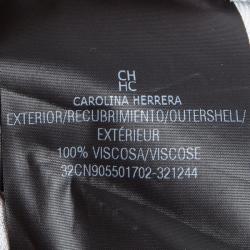 CH
HC
CAROLINA HERRERA
EXTERIOR/RECUBRIMIENTO/OUTERSHELL/
EXTÉRIEUR
100% VISCOSA/VISCOSE
32CN905501702-321244